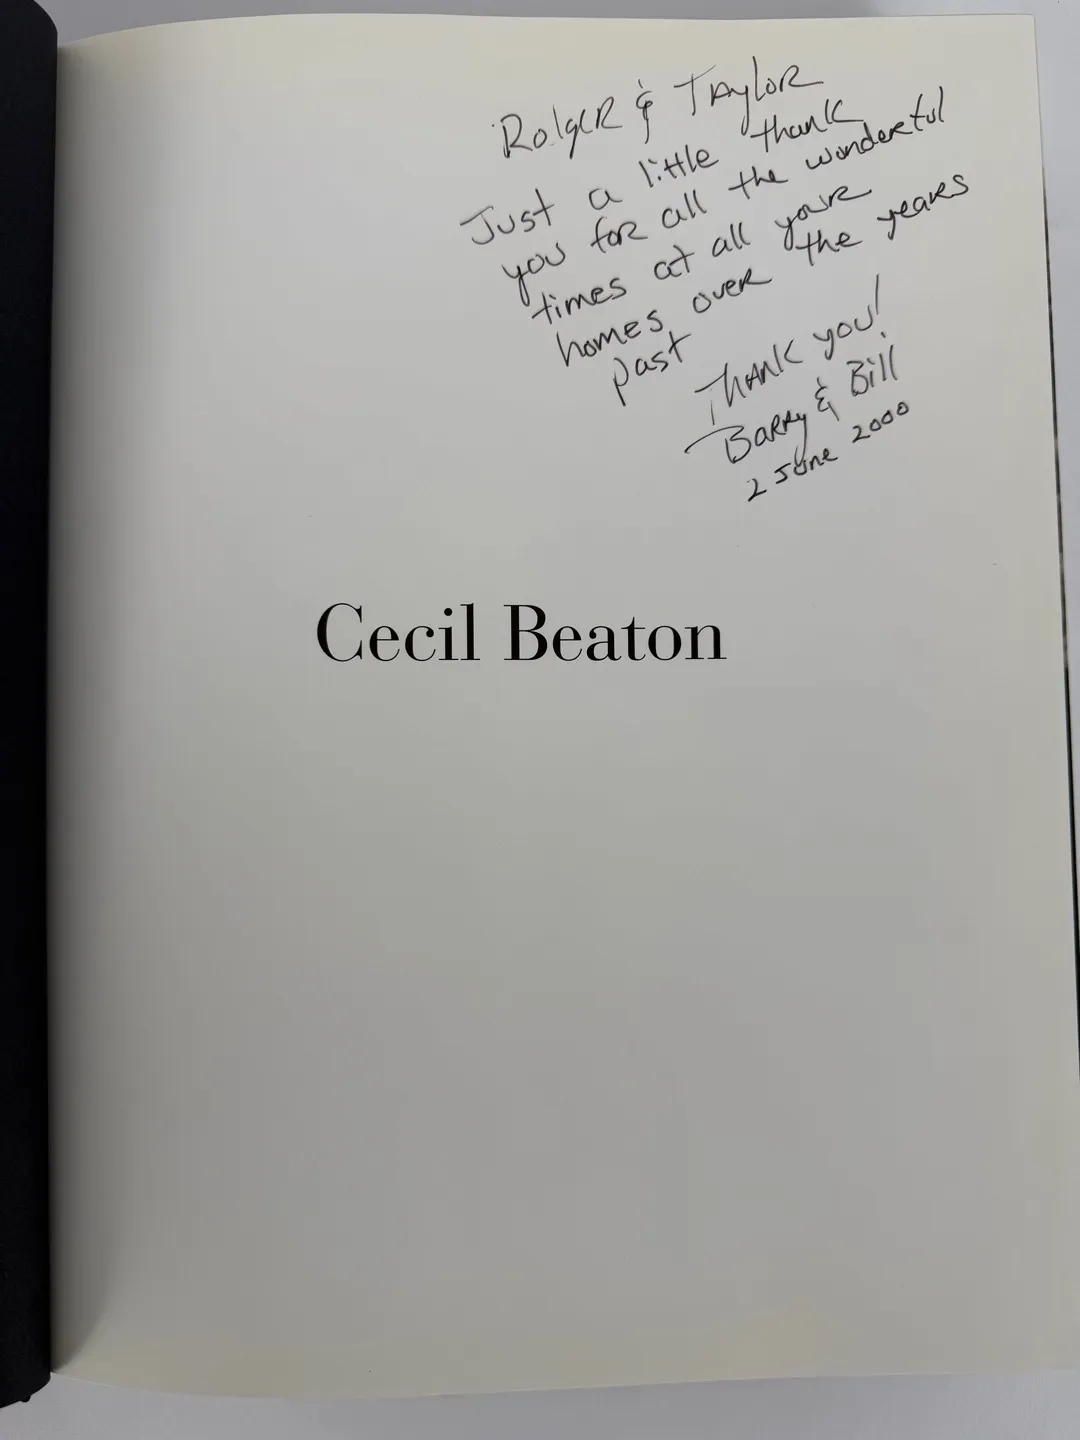 RolgeR & TAyloR
Just a little thank
you for all the wonderful
times at all your
homes over the years
past
THANK you!
BaRRy & Bill
2 June 2000
Cecil Beaton